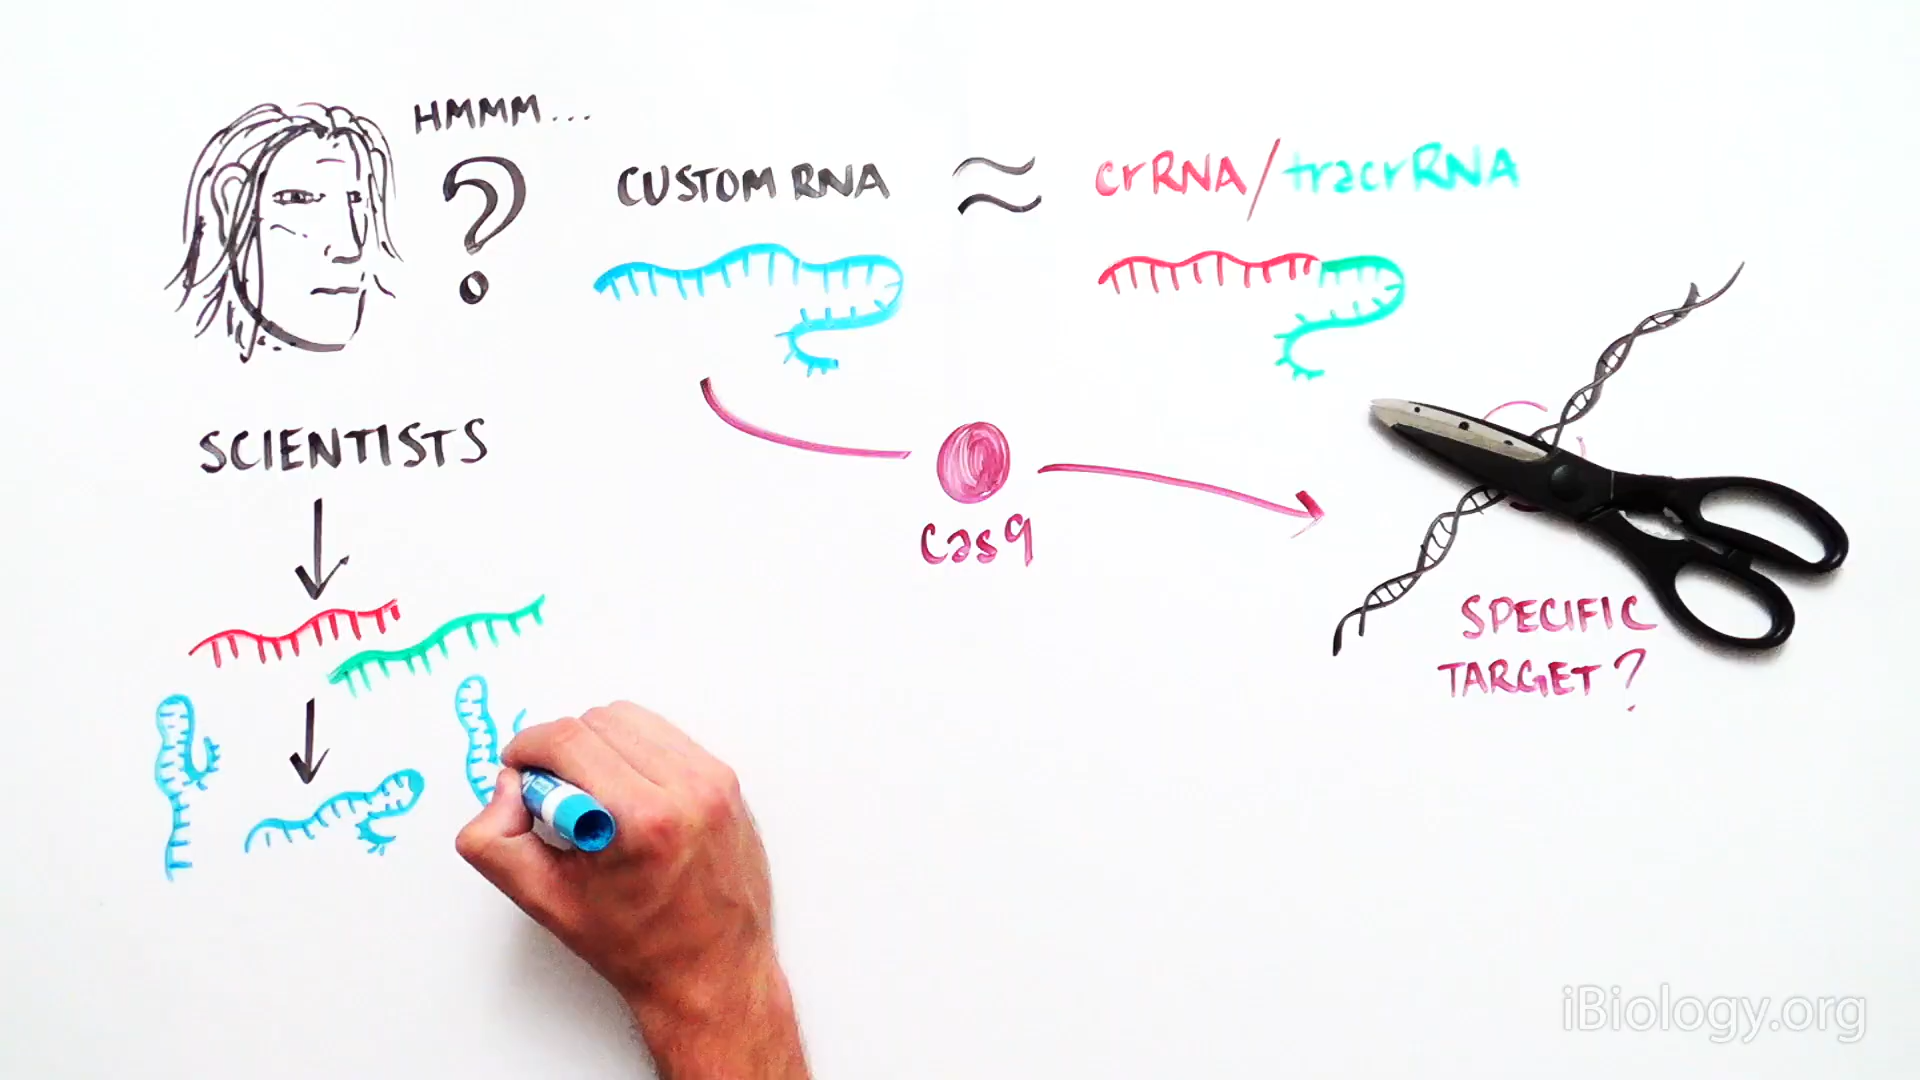 HMMM...
CUSTOM RNA ≈ crRNA/tracrRNA
SCIENTISTS
Cas9
SPECIFIC
TARGET?
iBiology.org